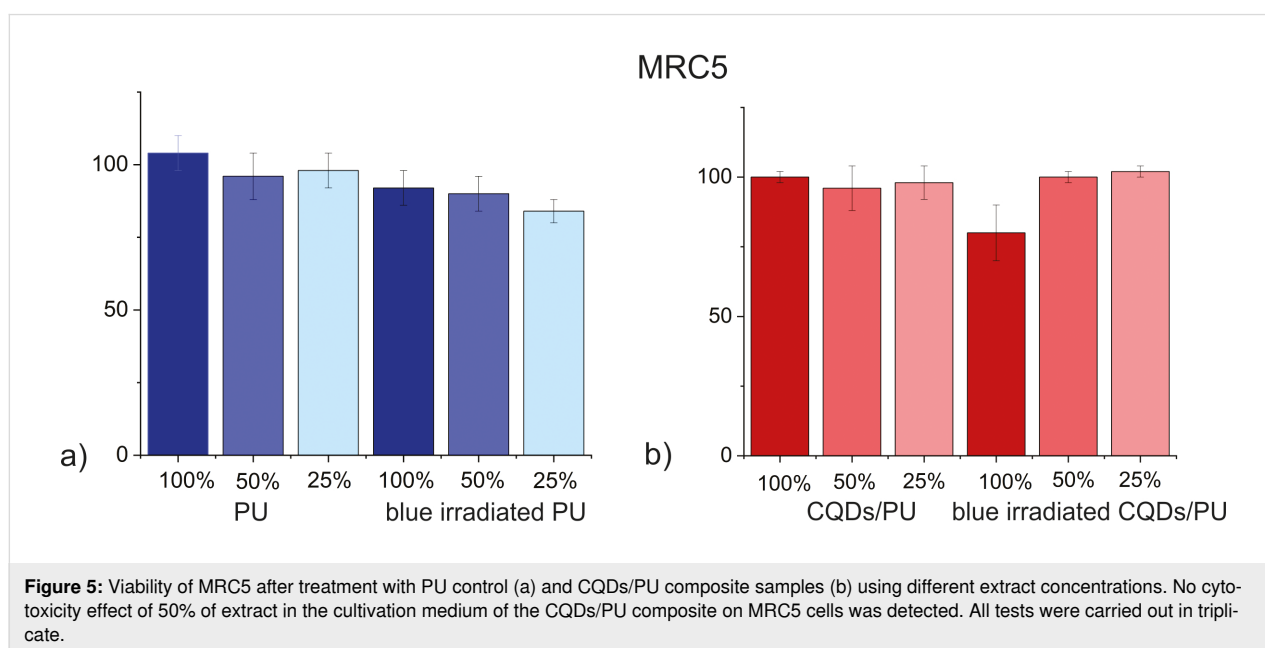 MRC5
100
50
0
a)
100% 50% 25% 100% 50% 25%
PU blue irradiated PU
100
50
0
b)
100% 50% 25% 100% 50% 25%
CQDs/PU blue irradiated CQDs/PU
Figure 5: Viability of MRC5 after treatment with PU control (a) and CQDs/PU composite samples (b) using different extract concentrations. No cyto-
toxicity effect of 50% of extract in the cultivation medium of the CQDs/PU composite on MRC5 cells was detected. All tests were carried out in tripli-
cate.